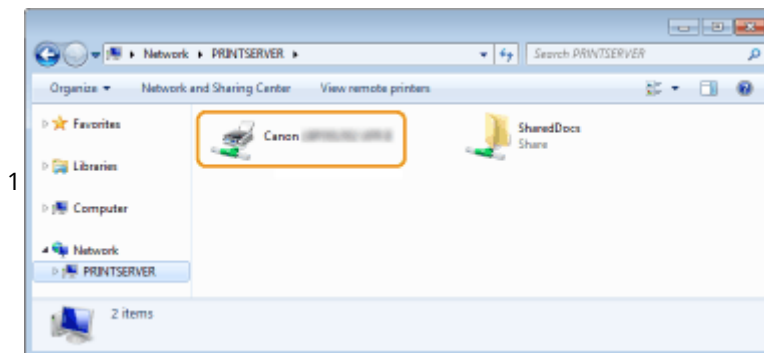 Network ▸ PRINTSERVER ▸
Search PRINTSERVER
Organize
Network and Sharing Center
View remote printers
Favorites
Libraries
Computer
Network
PRINTSERVER
Canon
SharedDocs
Share
2 items
1